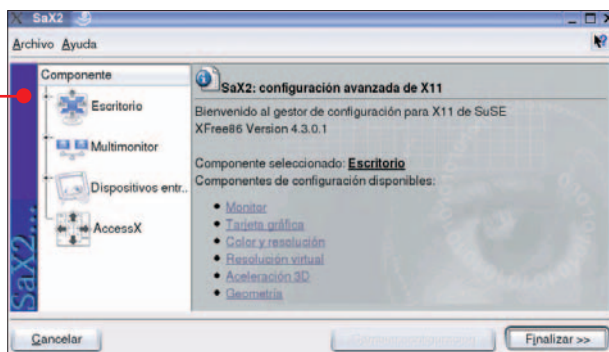 SaX2
Archivo Ayuda
Componente
Escritorio
Multimonitor
Dispositivos entr..
AccessX
SaX2...
SaX2: configuración avanzada de X11
Bienvenido al gestor de configuración para X11 de SuSE
XFree86 Version 4.3.0.1
Componente seleccionado: Escritorio
Componentes de configuración disponibles:
Monitor
Tarjeta gráfica
Color y resolución
Resolución virtual
Aceleración 3D
Geometría
Cancelar
Finalizar >>